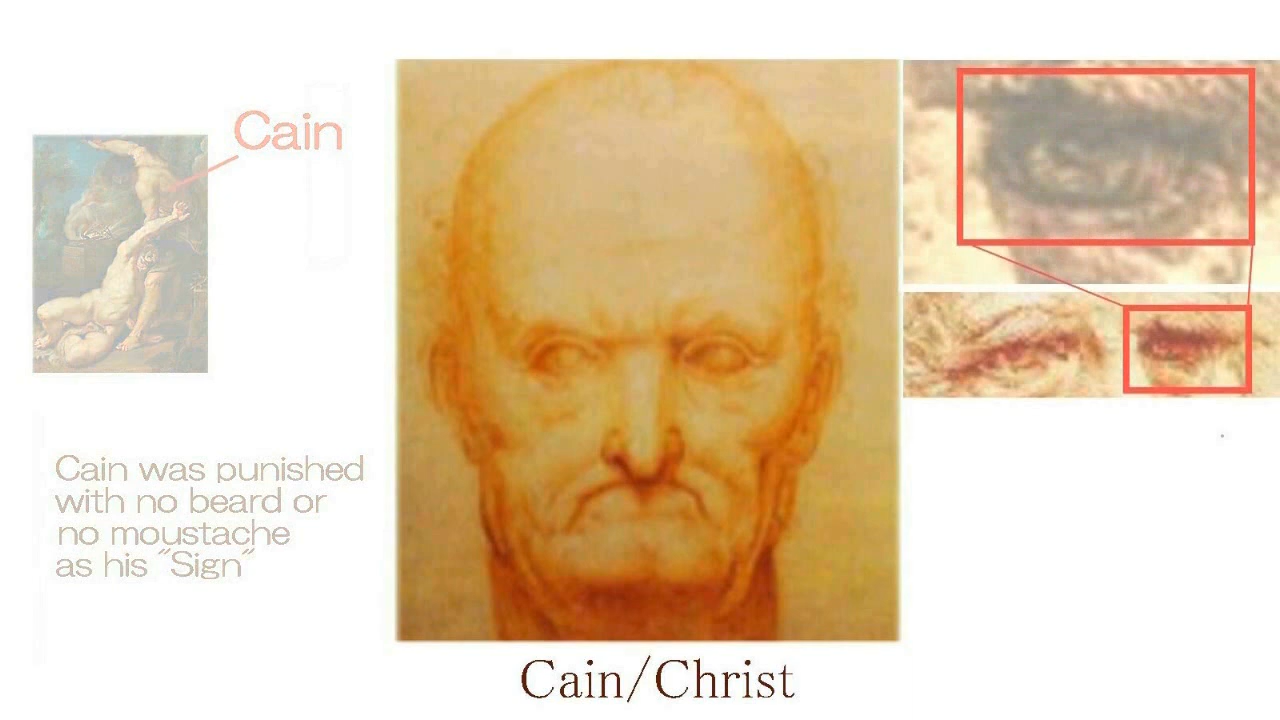 Cain
Cain was punished
with no beard or
no moustache
as his "Sign"
Cain/Christ